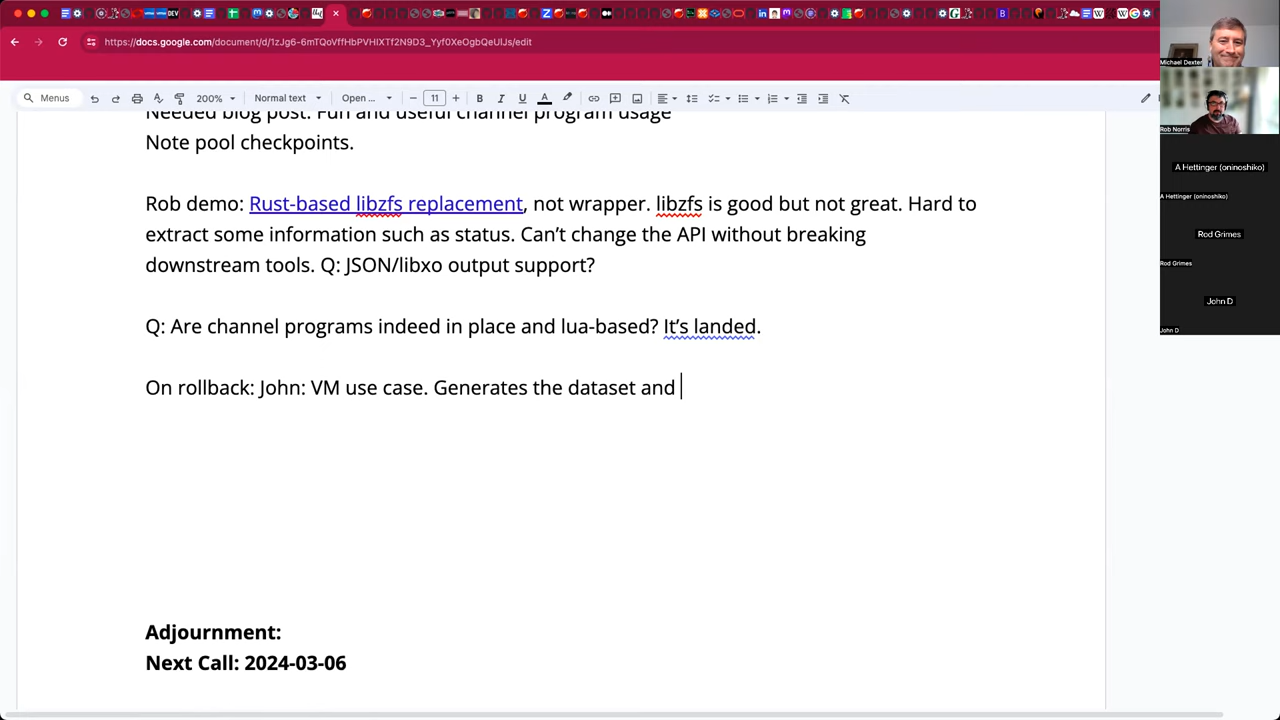 https://docs.google.com/document/d/1zJg6-6mTQoVffHbPVHIXTf2N9D3_Yyf0XeOgbQeUIJs/edit
Menus
200%
Normal text
Open ...
11
Needed blog post: Fun and useful channel program usage
Note pool checkpoints.
Rob demo: Rust-based libzfs replacement, not wrapper. libzfs is good but not great. Hard to
extract some information such as status. Can’t change the API without breaking
downstream tools. Q: JSON/libxo output support?
Q: Are channel programs indeed in place and lua-based? It’s landed.
On rollback: John: VM use case. Generates the dataset and
Adjournment:
Next Call: 2024-03-06
Michael Dexter
Rob Norris
A Hettinger (oninoshiko)
A Hettinger (oninoshiko)
Rod Grimes
Rod Grimes
John D
John D